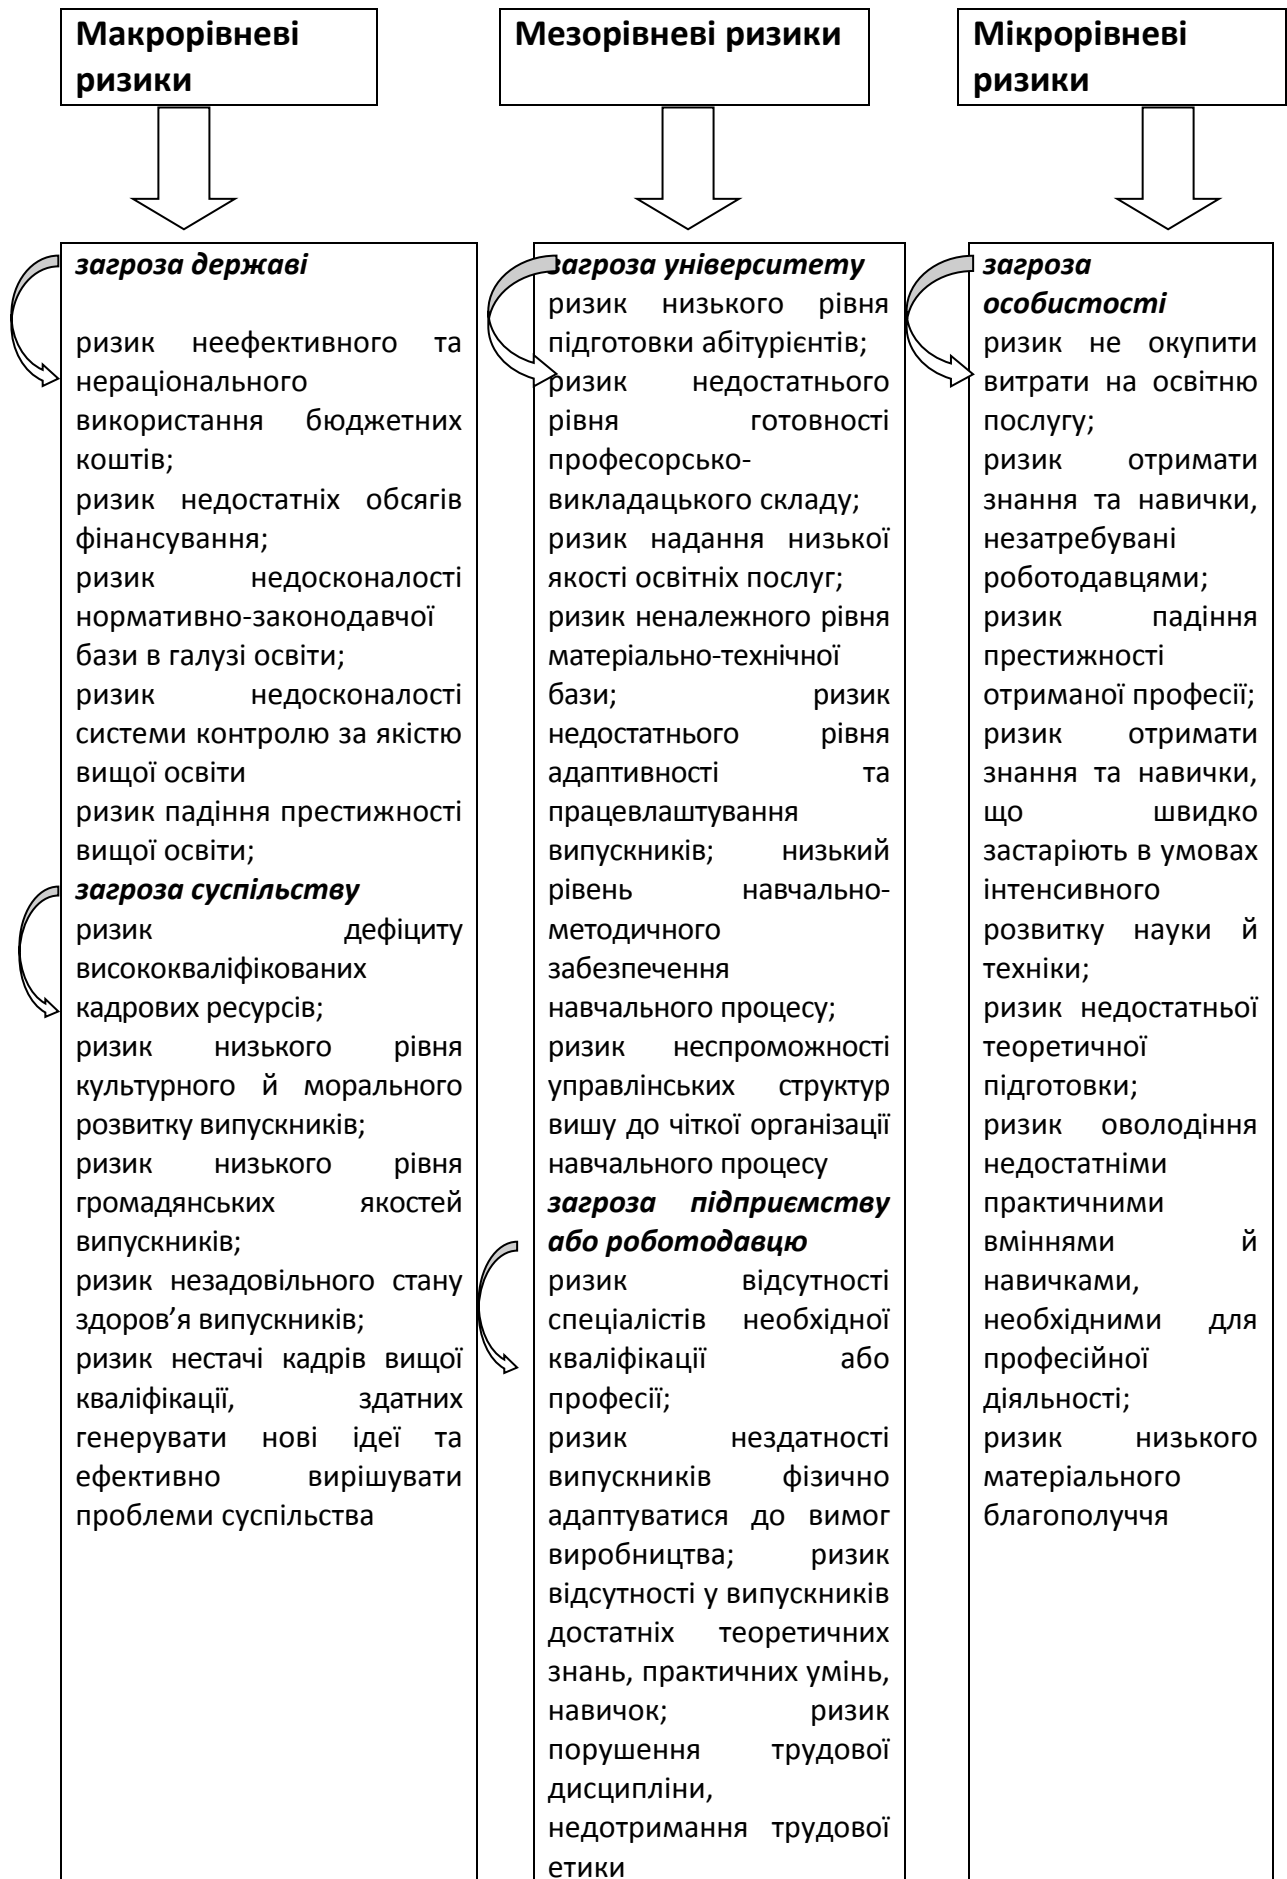 Макрорівневі
ризики
Мезорівневі ризики
Мікрорівневі
ризики
загроза державі
ризик неефективного та
нераціонального
використання бюджетних
коштів;
ризик недостатніх обсягів
фінансування;
ризик недосконалості
нормативно-законодавчої
бази в галузі освіти;
ризик недосконалості
системи контролю за якістю
вищої освіти
ризик падіння престижності
вищої освіти;
загроза суспільству
ризик дефіциту
висококваліфікованих
кадрових ресурсів;
ризик низького рівня
культурного й морального
розвитку випускників;
ризик низького рівня
громадянських якостей
випускників;
ризик незадовільного стану
здоров’я випускників;
ризик нестачі кадрів вищої
кваліфікації, здатних
генерувати нові ідеї та
ефективно вирішувати
проблеми суспільства
загроза університету
ризик низького рівня
підготовки абітурієнтів;
ризик недостатнього
рівня готовності
професорсько-
викладацького складу;
ризик надання низької
якості освітніх послуг;
ризик неналежного рівня
матеріально-технічної
бази; ризик
недостатнього рівня
адаптивності та
працевлаштування
випускників; низький
рівень навчально-
методичного
забезпечення
навчального процесу;
ризик неспроможності
управлінських структур
вишу до чіткої організації
навчального процесу
загроза підприємству
або роботодавцю
ризик відсутності
спеціалістів необхідної
кваліфікації або
професії;
ризик нездатності
випускників фізично
адаптуватися до вимог
виробництва; ризик
відсутності у випускників
достатніх теоретичних
знань, практичних умінь,
навичок; ризик
порушення трудової
дисципліни,
недотримання трудової
етики
загроза
особистості
ризик не окупити
витрати на освітню
послугу;
ризик отримати
знання та навички,
незатребувані
роботодавцями;
ризик падіння
престижності
отриманої професії;
ризик отримати
знання та навички,
що швидко
застаріють в умовах
інтенсивного
розвитку науки й
техніки;
ризик недостатньої
теоретичної
підготовки;
ризик оволодіння
недостатніми
практичними
вміннями й
навичками,
необхідними для
професійної
діяльності;
ризик низького
матеріального
благополуччя